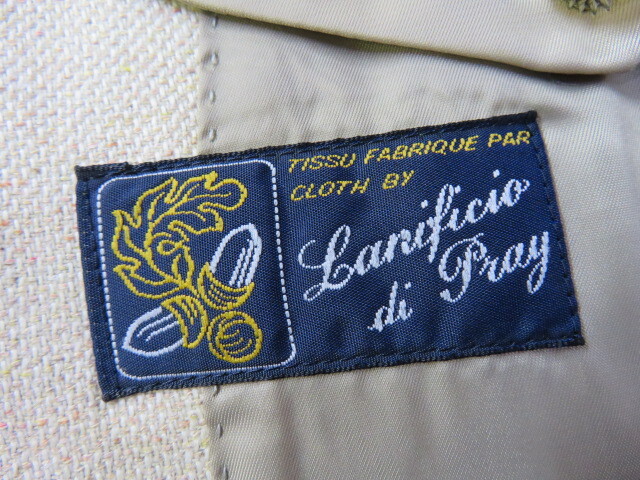 TISSU FABRIQUE PAR
CLOTH BY
Lanificio
di Pray